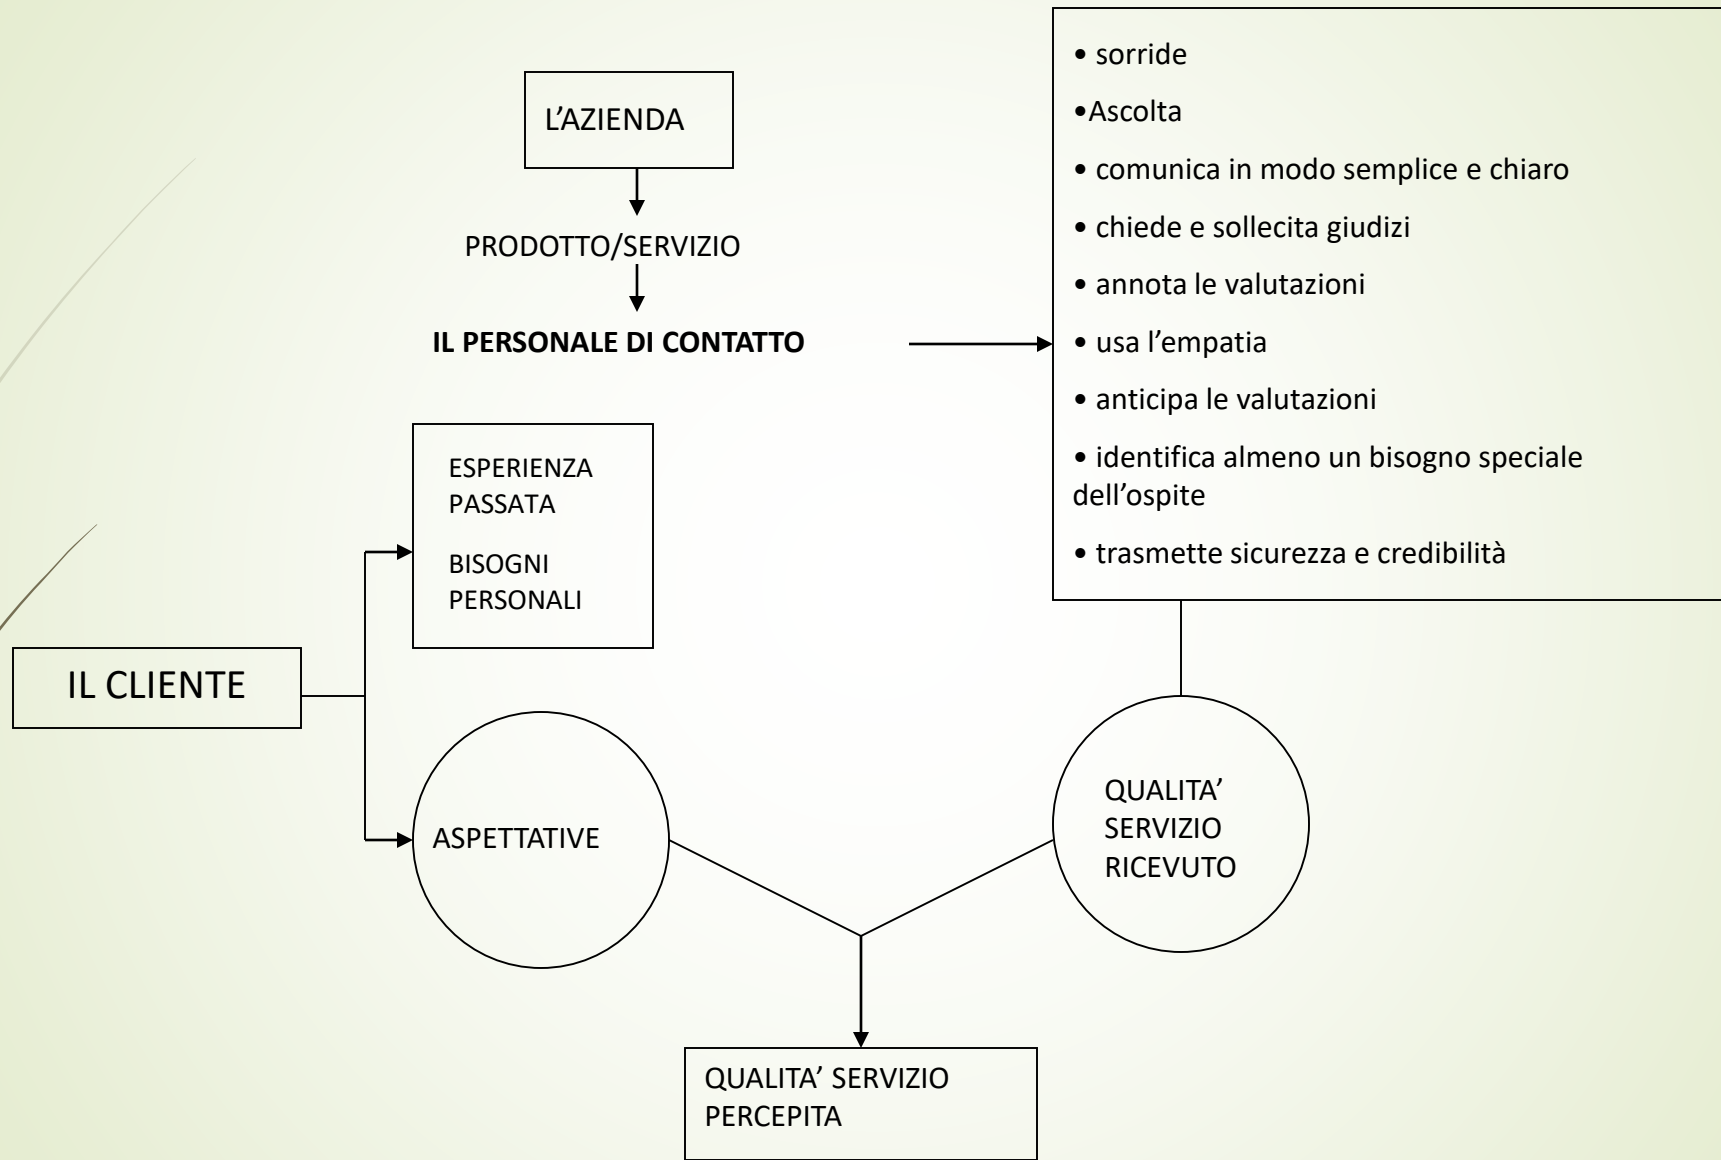 L’AZIENDA
PRODOTTO/SERVIZIO
IL PERSONALE DI CONTATTO
• sorride
•Ascolta
• comunica in modo semplice e chiaro
• chiede e sollecita giudizi
• annota le valutazioni
• usa l’empatia
• anticipa le valutazioni
• identifica almeno un bisogno speciale
dell’ospite
• trasmette sicurezza e credibilità
ESPERIENZA
PASSATA
BISOGNI
PERSONALI
IL CLIENTE
ASPETTATIVE
QUALITA’
SERVIZIO
RICEVUTO
QUALITA’ SERVIZIO
PERCEPITA